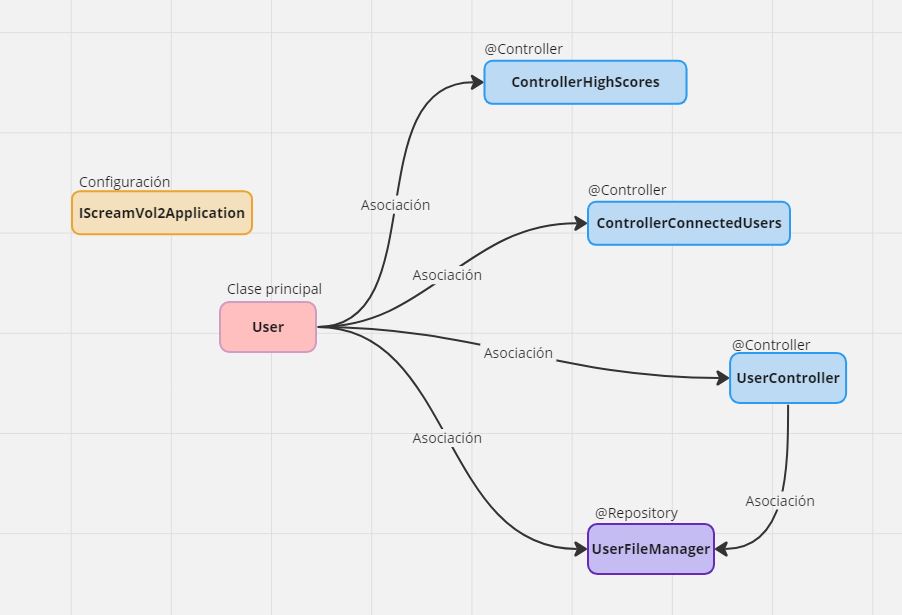 @Controller
ControllerHighScores
Configuración
IScreamVol2Application
@Controller
ControllerConnectedUsers
Asociación
Asociación
Clase principal
User
Asociación
@Controller
UserController
Asociación
Asociación
@Repository
UserFileManager